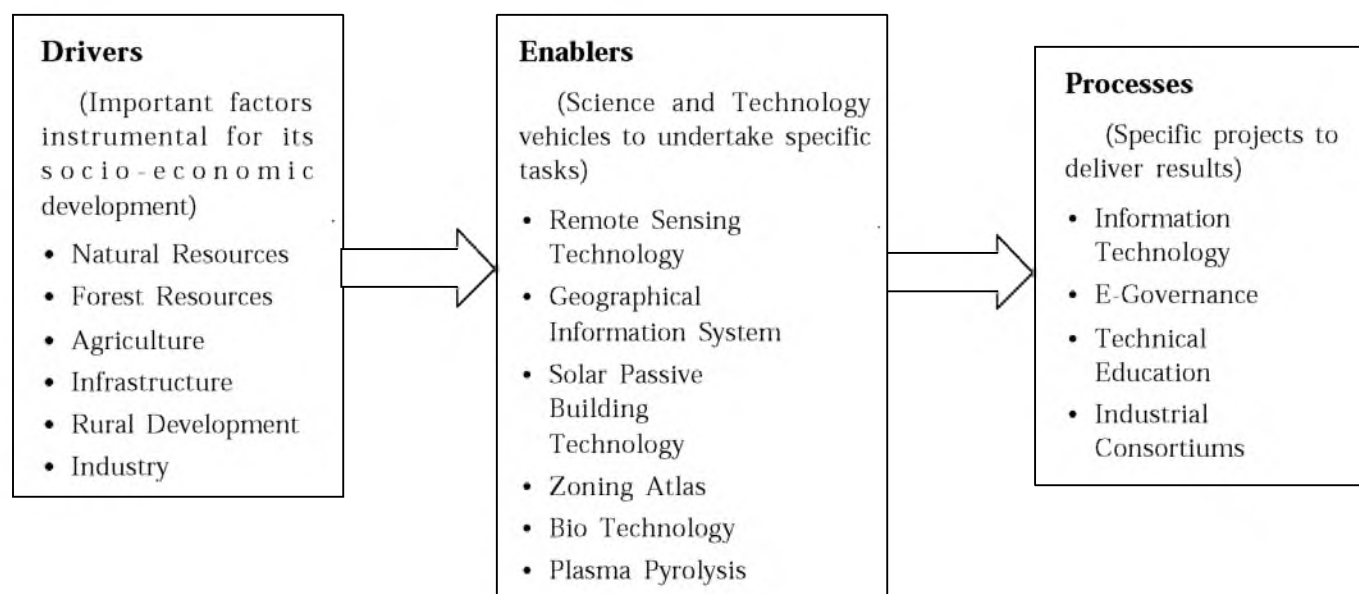 Drivers
(Important factors
instrumental for its
socio-economic
development)
• Natural Resources
• Forest Resources
• Agriculture
• Infrastructure
• Rural Development
• Industry
Enablers
(Science and Technology
vehicles to undertake specific
tasks)
• Remote Sensing
Technology
• Geographical
Information System
• Solar Passive
Building
Technology
• Zoning Atlas
• Bio Technology
• Plasma Pyrolysis
Processes
(Specific projects to
deliver results)
• Information
Technology
• E-Governance
• Technical
Education
• Industrial
Consortiums